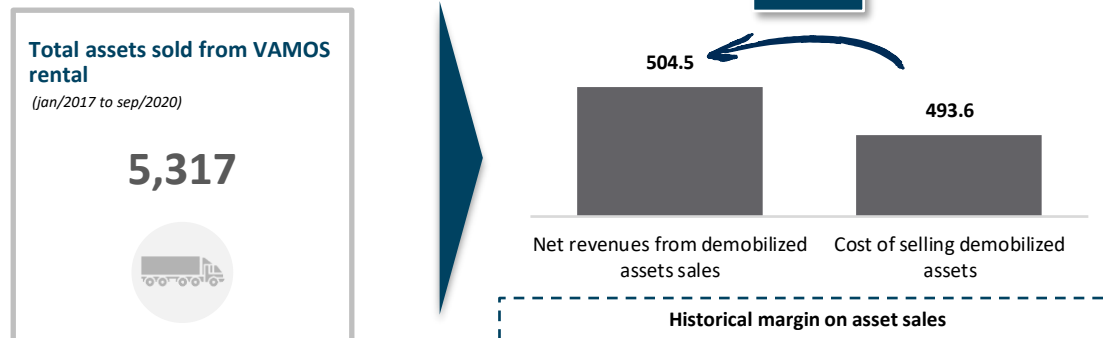 Total assets sold from VAMOS
rental
(jan/2017 to sep/2020)
5,317
504.5
493.6
Net revenues from demobilized
assets sales
Cost of selling demobilized
assets
Historical margin on asset sales